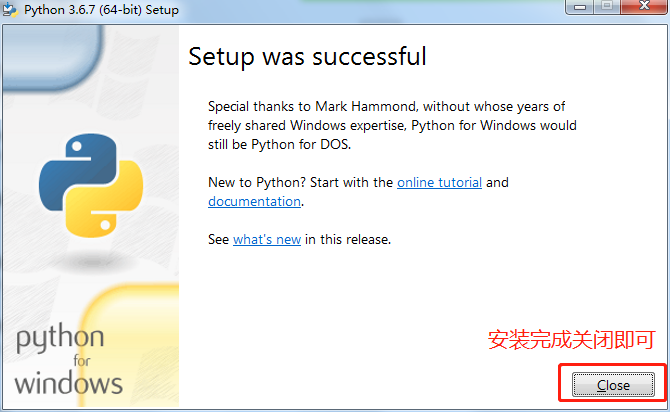 Python 3.6.7 (64-bit) Setup
Setup was successful
Special thanks to Mark Hammond, without whose years of
freely shared Windows expertise, Python for Windows would
still be Python for DOS.
New to Python? Start with the online tutorial and
documentation.
See what's new in this release.
python
for
windows
安装完成关闭即可
Close